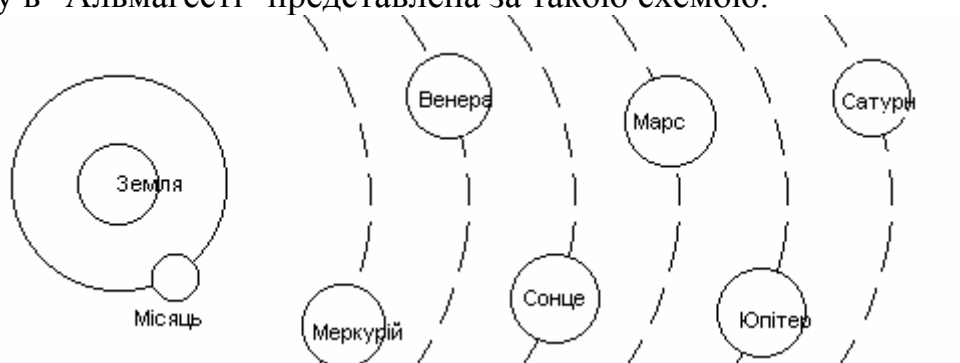 у в "Альмагесті" представлена за такою схемою:
Венера
Сатурн
Марс
Земля
Сонце
Місяць
Юпітер
Меркурій